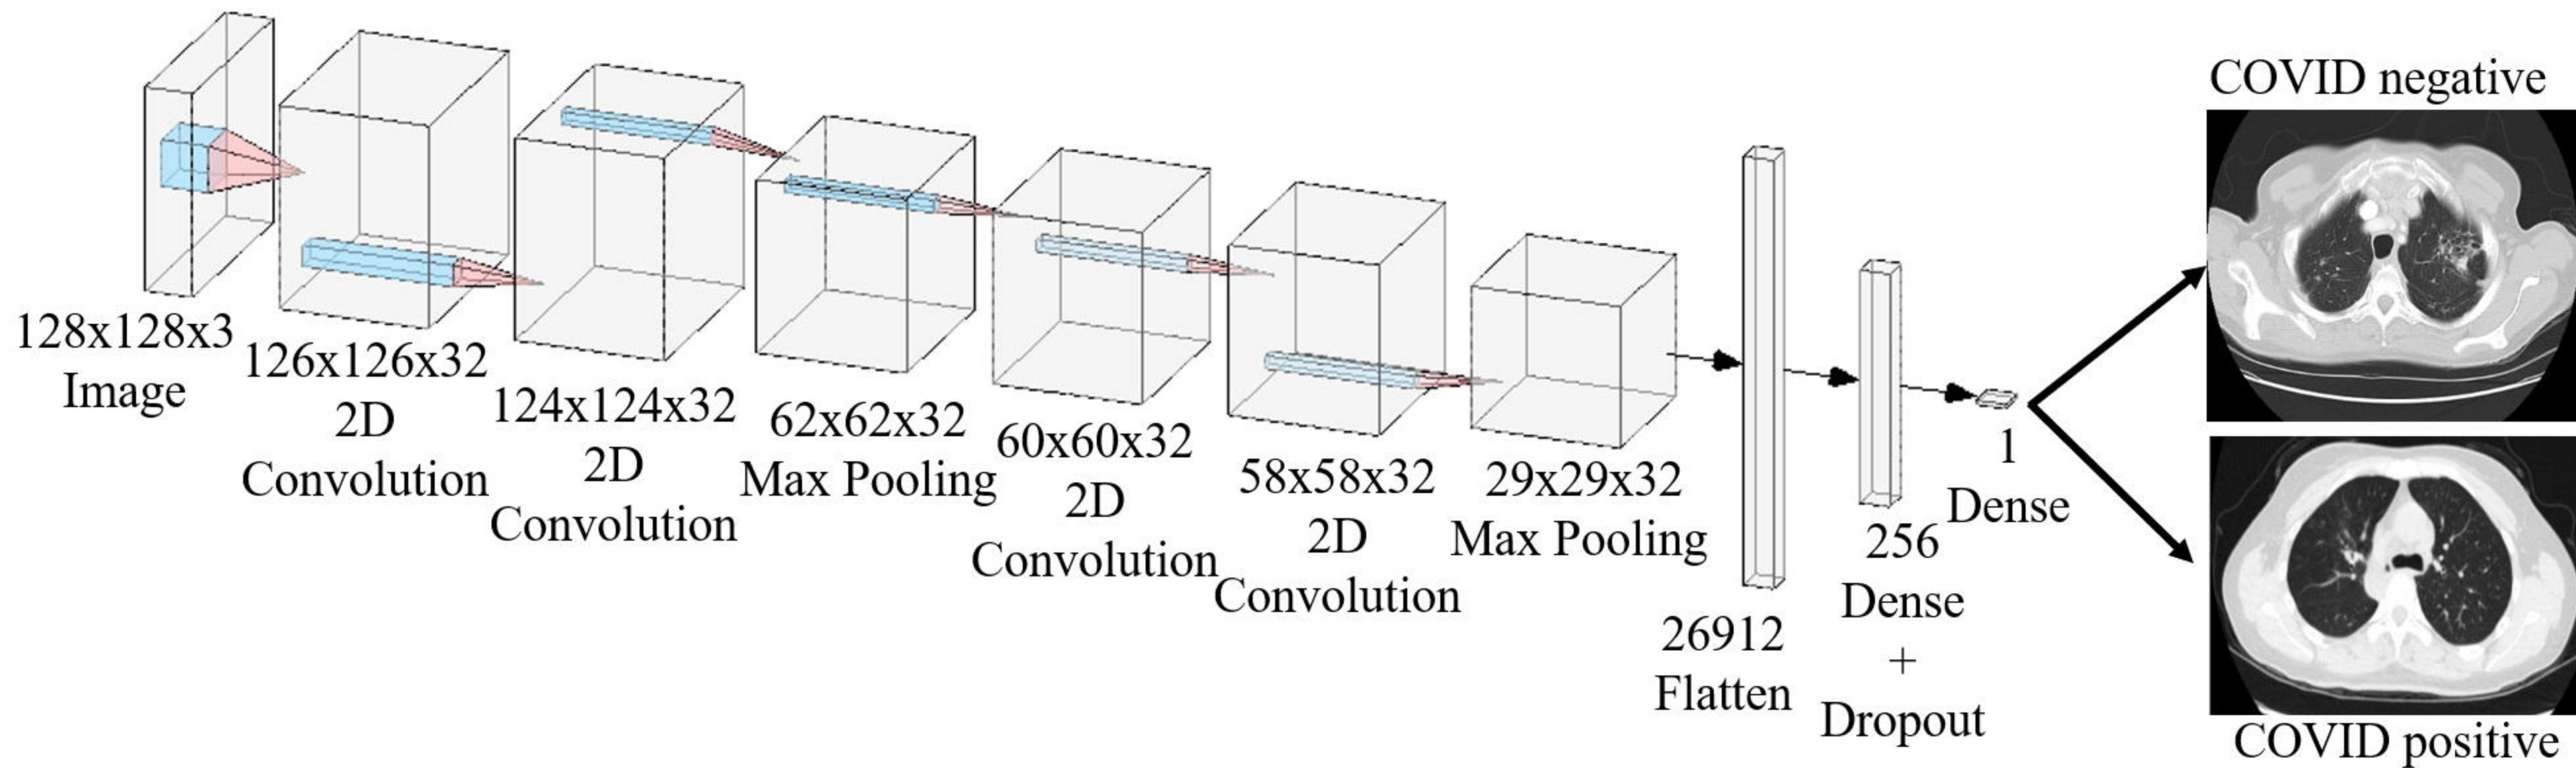 128x128x3
Image
126x126x32
2D
Convolution
124x124x32
2D
Convolution
62x62x32
Max Pooling
60x60x32
2D
Convolution
58x58x32
2D
Convolution
29x29x32
Max Pooling
26912
Flatten
256
Dense
+
Dropout
1
Dense
COVID negative
COVID positive